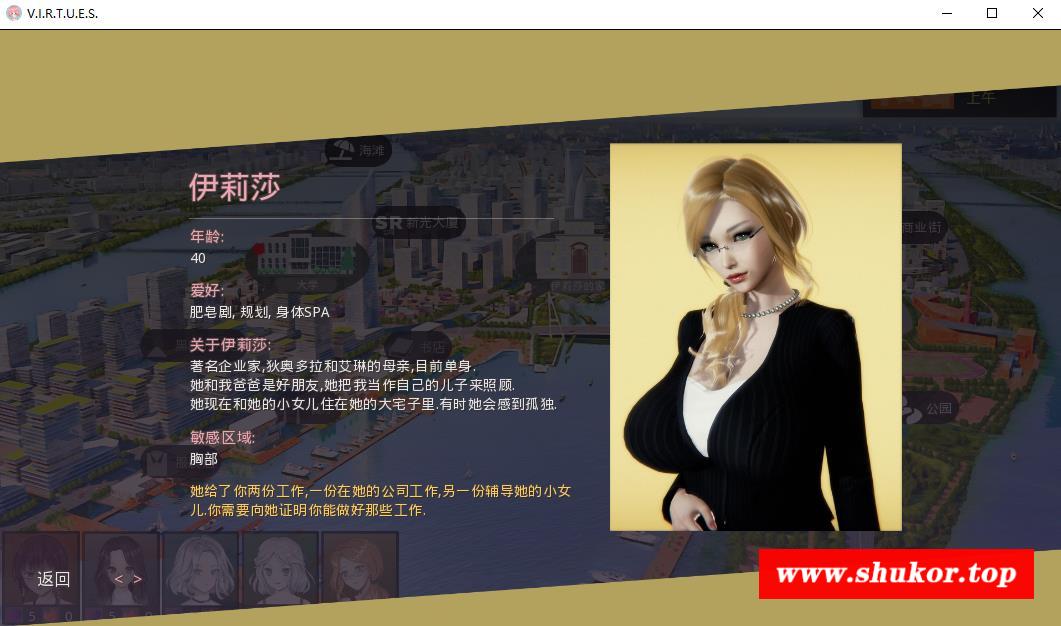 V.I.R.T.U.E.S.
上午
海滩
伊莉莎
SR 新光大厦
商业街
年龄:
40
大学
伊莉莎的家
爱好:
肥皂剧, 规划, 身体SPA
关于伊莉莎:
书店
著名企业家,狄奥多拉和艾琳的母亲,目前单身.
她和我爸爸是好朋友,她把我当作自己的儿子来照顾.
她现在和她的小女儿住在她的大宅子里.有时她会感到孤独.
公园
敏感区域:
胸部
她给了你两份工作,一份在她的公司工作,另一份辅导她的小女
儿.你需要向她证明你能做好那些工作.
返回
< >
www.shukor.top
5 0 5 0